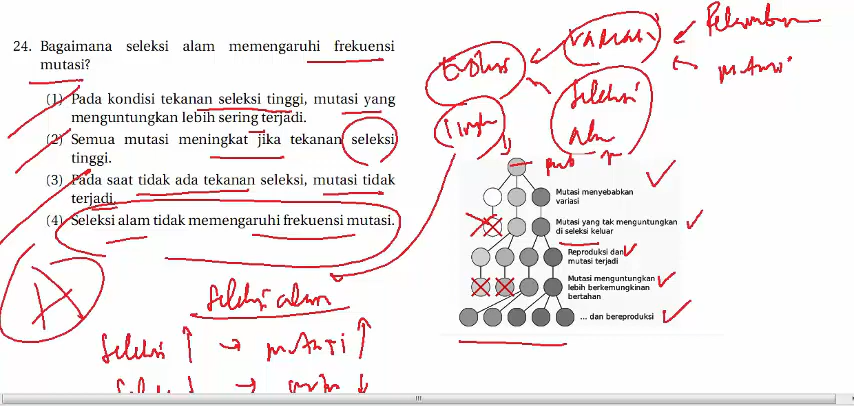 24. Bagaimana seleksi alam memengaruhi frekuensi
mutasi?
(1) Pada kondisi tekanan seleksi tinggi, mutasi yang
menguntungkan lebih sering terjadi.
(2) Semua mutasi meningkat jika tekanan seleksi
tinggi.
(3) Pada saat tidak ada tekanan seleksi, mutasi tidak
terjadi.
(4) Seleksi alam tidak memengaruhi frekuensi mutasi.
A
Seleksi alam
Seleksi ↑ → mutasi ↑
Evolusi
variasi
mutasi
Seleksi
alam
Mutasi menyebabkan
variasi
Mutasi yang tak menguntungkan
di seleksi keluar
Reproduksi dan
mutasi terjadi
Mutasi menguntungkan
lebih berkemungkinan
bertahan
... dan bereproduksi